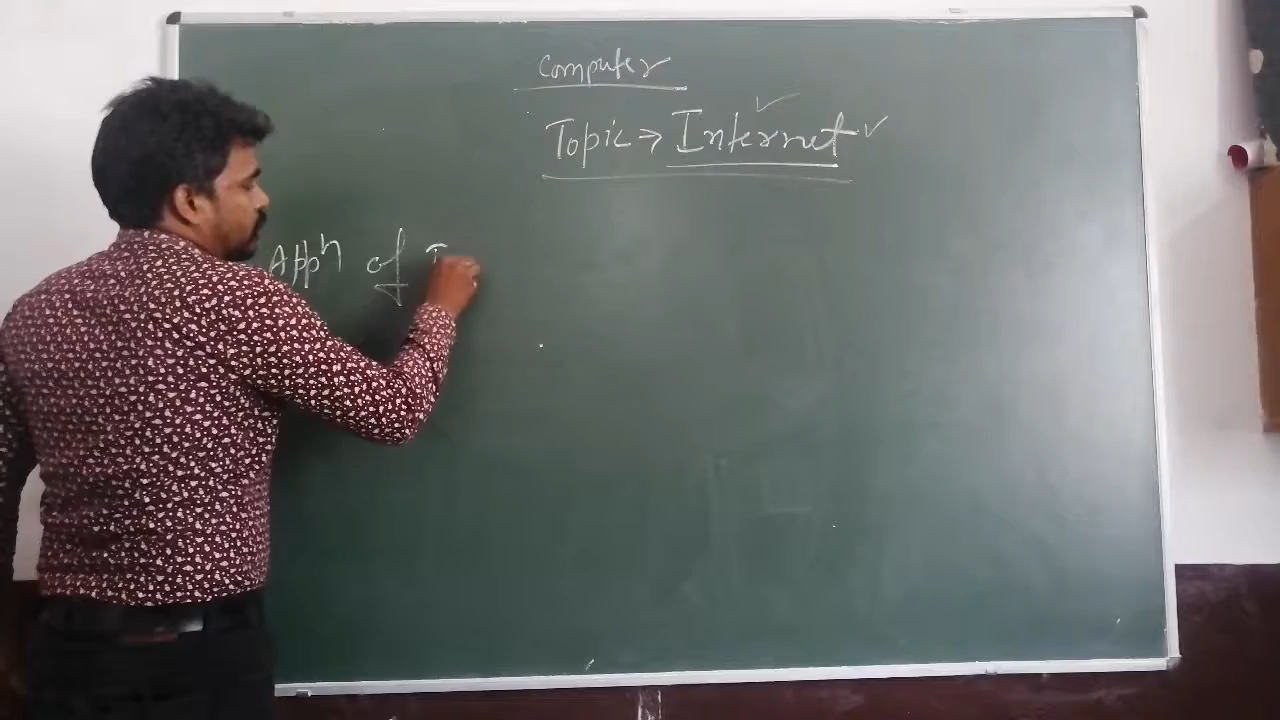 Computer
Topic → Internet
Appⁿ of I